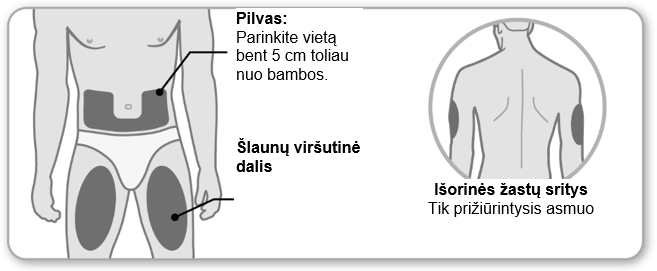 Pilvas:
Parinkite vietą
bent 5 cm toliau
nuo bambos.
Šlaunų viršutinė
dalis
Išorinės žastų sritys
Tik prižiūrintysis asmuo